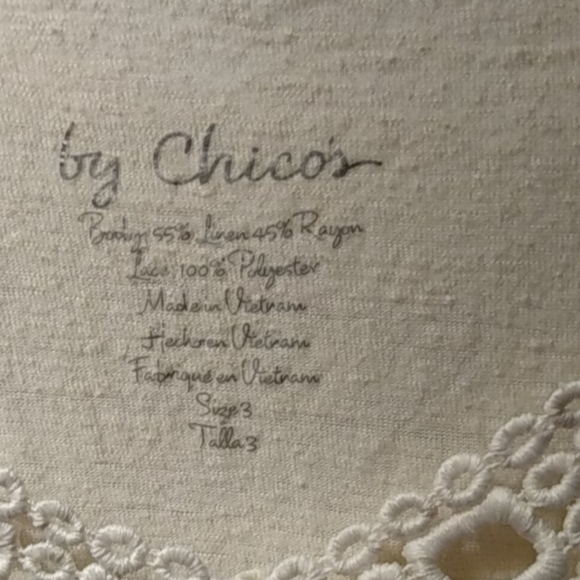 by Chico's
Body: 55% Linen 45% Rayon
Lace: 100% Polyester
Made in Vietnam
Hecho en Vietnam
Fabriqué en Vietnam
Size 3
Talla 3